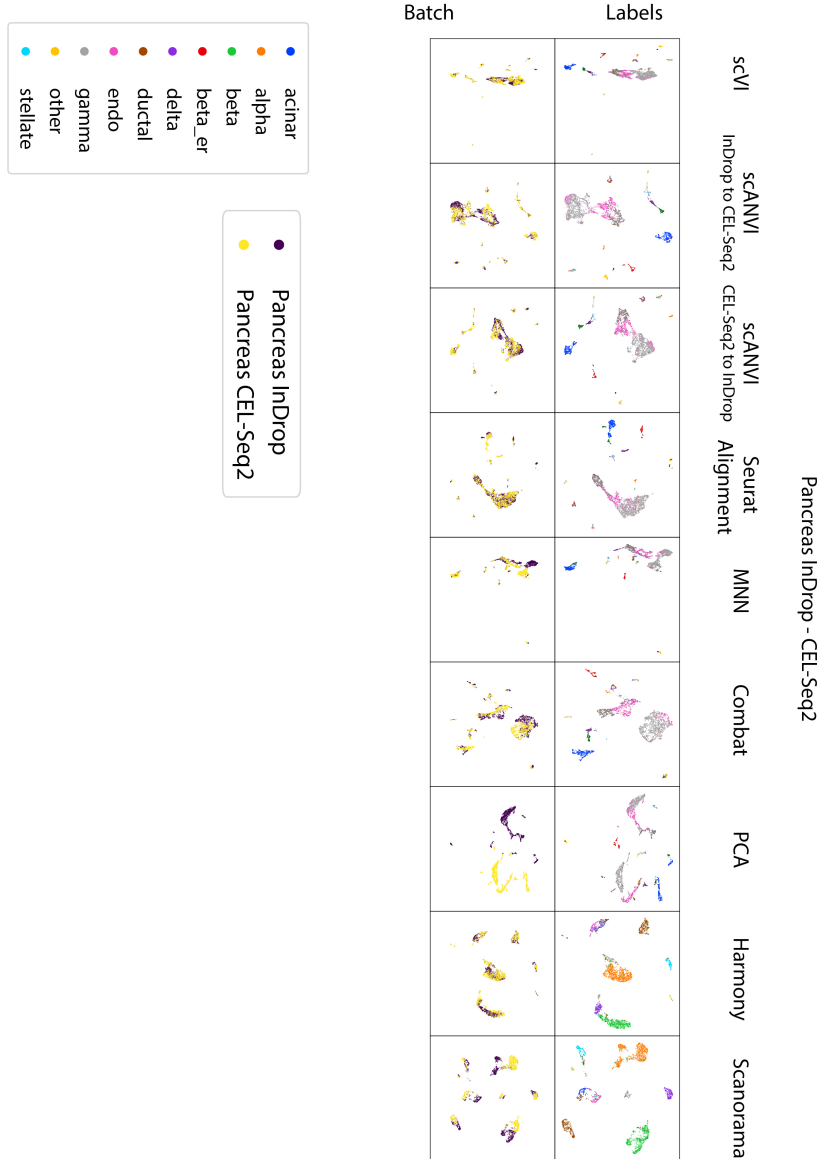 Pancreas InDrop - CEL-Seq2
scVI
scANVI
InDrop to CEL-Seq2
scANVI
CEL-Seq2 to InDrop
Seurat
Alignment
MNN
Combat
PCA
Harmony
Scanorama
Labels
Batch
Pancreas InDrop
Pancreas CEL-Seq2
acinar
alpha
beta
beta_er
delta
ductal
endo
gamma
other
stellate